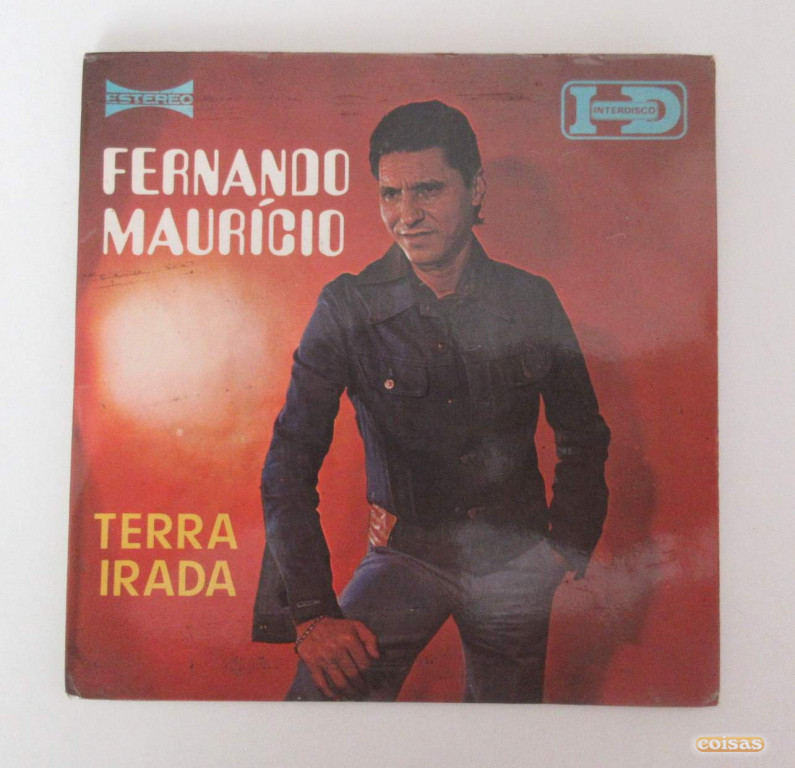 ESTEREO
INTERDISCO
FERNANDO
MAURÍCIO
TERRA
IRADA
coisas